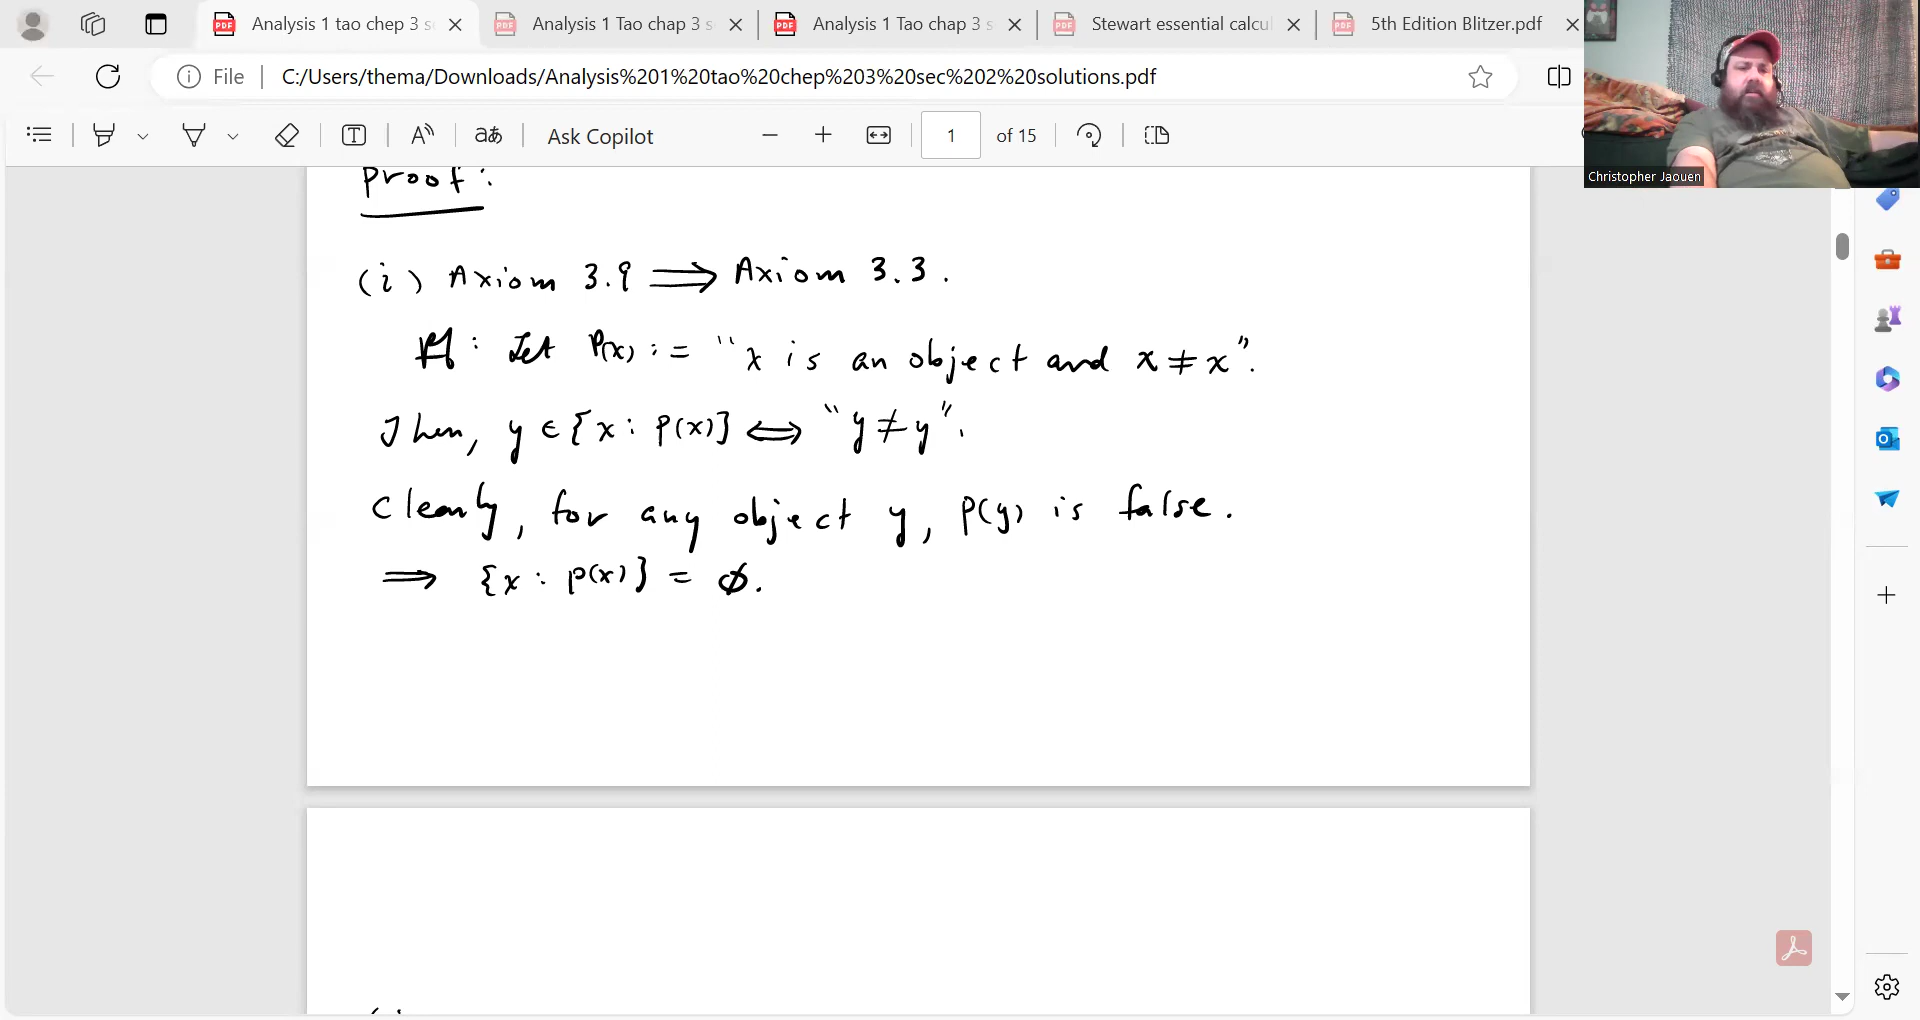 Analysis 1 tao chep 3 s
Analysis 1 Tao chap 3 s
Analysis 1 Tao chap 3 s
Stewart essential calcu
5th Edition Blitzer.pdf
File
C:/Users/thema/Downloads/Analysis%201%20tao%20chep%203%20sec%202%20solutions.pdf
Ask Copilot
1 of 15
Christopher Jaouen
Proof:
(i) Axiom 3.9 ⟹ Axiom 3.3.
Pf: Let P(x) := "x is an object and x ≠ x".
Then, y ∈ {x : P(x)} ⟺ "y ≠ y".
Clearly, for any object y, P(y) is false.
⟹ {x : P(x)} = ∅.